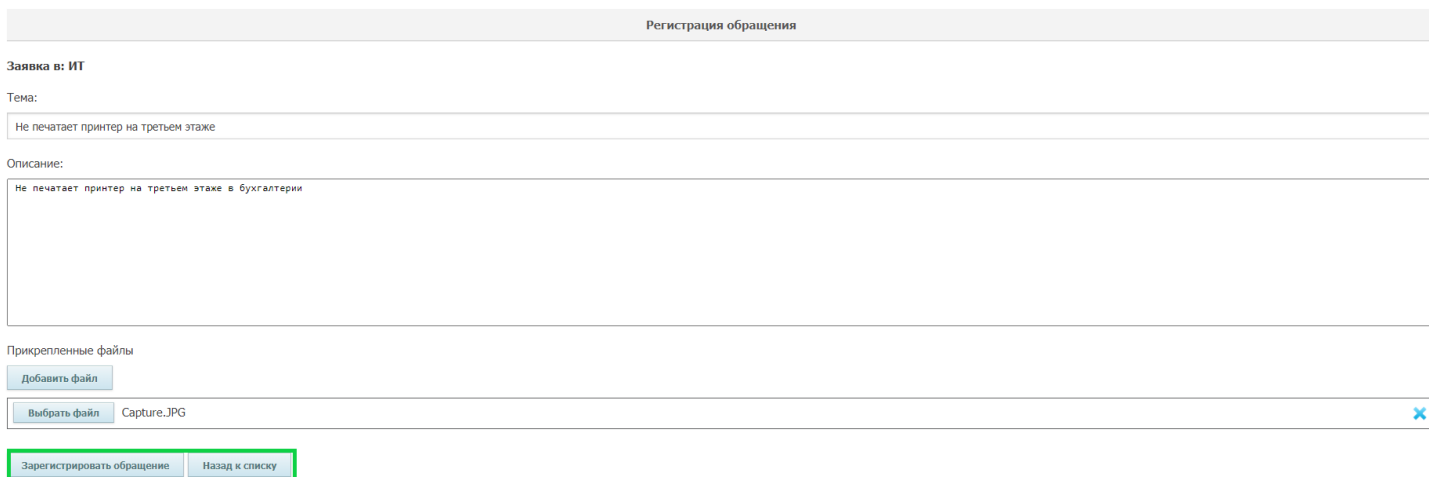 Регистрация обращения
Заявка в: ИТ
Тема:
Не печатает принтер на третьем этаже
Описание:
Не печатает принтер на третьем этаже в бухгалтерии
Прикрепленные файлы
Добавить файл
Выбрать файл Capture.JPG
Зарегистрировать обращение Назад к списку